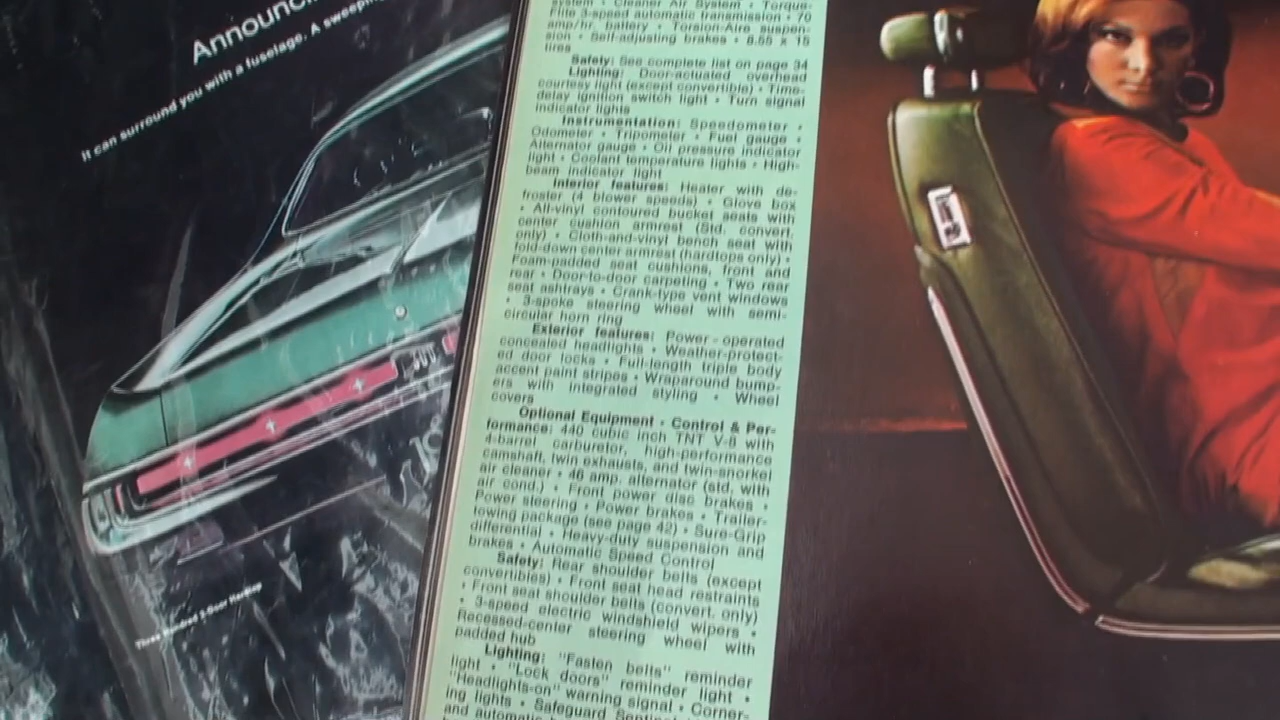 Announc
It can surround you with a fuselage. A sweeping
Three Hundred 2-Door Hardtop
system • Cleaner Air System • Torque-
Flite 3-speed automatic transmission • 70
amp/hr. battery • Torsion-Aire suspen-
sion • Self-adjusting brakes • 8.55 x 15
tires
Safety: See complete list on page 34
Lighting: Door-actuated overhead
courtesy light (except convertible) • Time-
delay ignition switch light • Turn signal
indicator lights
Instrumentation: Speedometer •
Odometer • Tripometer • Fuel gauge •
Alternator gauge • Oil pressure indicator
light • Coolant temperature lights • High-
beam indicator light
Interior features: Heater with de-
froster (4 blower speeds) • Glove box
• All-vinyl contoured bucket seats with
center cushion armrest (Std. convert.
only) • Cloth-and-vinyl bench seat with
fold-down center armrest (hardtops only) •
Foam-padded seat cushions, front and
rear • Door-to-door carpeting • Two rear
seat ashtrays • Crank-type vent windows
• 3-spoke steering wheel with semi-
circular horn ring
Exterior features: Power-operated
concealed headlights • Weather-protect-
ed door locks • Full-length triple body
accent paint stripes • Wraparound bump-
ers with integrated styling • Wheel
covers
Optional Equipment • Control & Per-
formance: 440 cubic inch TNT V-8 with
4-barrel carburetor, high-performance
camshaft, twin exhausts, and twin-snorkel
air cleaner • 46 amp. alternator (std. with
air cond.) • Front power disc brakes •
Power steering • Power brakes • Trailer-
towing package (see page 42) • Sure-Grip
differential • Heavy-duty suspension and
brakes • Automatic Speed Control
Safety: Rear shoulder belts (except
convertibles) • Front seat head restraints
• Front seat shoulder belts (convert. only)
• 3-speed electric windshield wipers •
Recessed-center steering wheel with
padded hub
Lighting: "Fasten belts" reminder
light • "Lock doors" reminder light •
"Headlights-on" warning signal • Corner-
ing lights • Safeguard Sentinel
and automatic